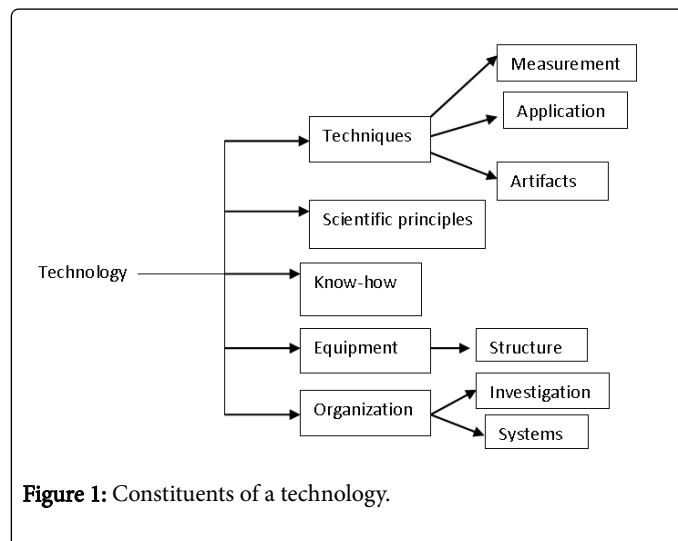 Measurement
Application
Techniques
Artifacts
Scientific principles
Technology
Know-how
Equipment
Structure
Investigation
Organization
Systems
Figure 1: Constituents of a technology.